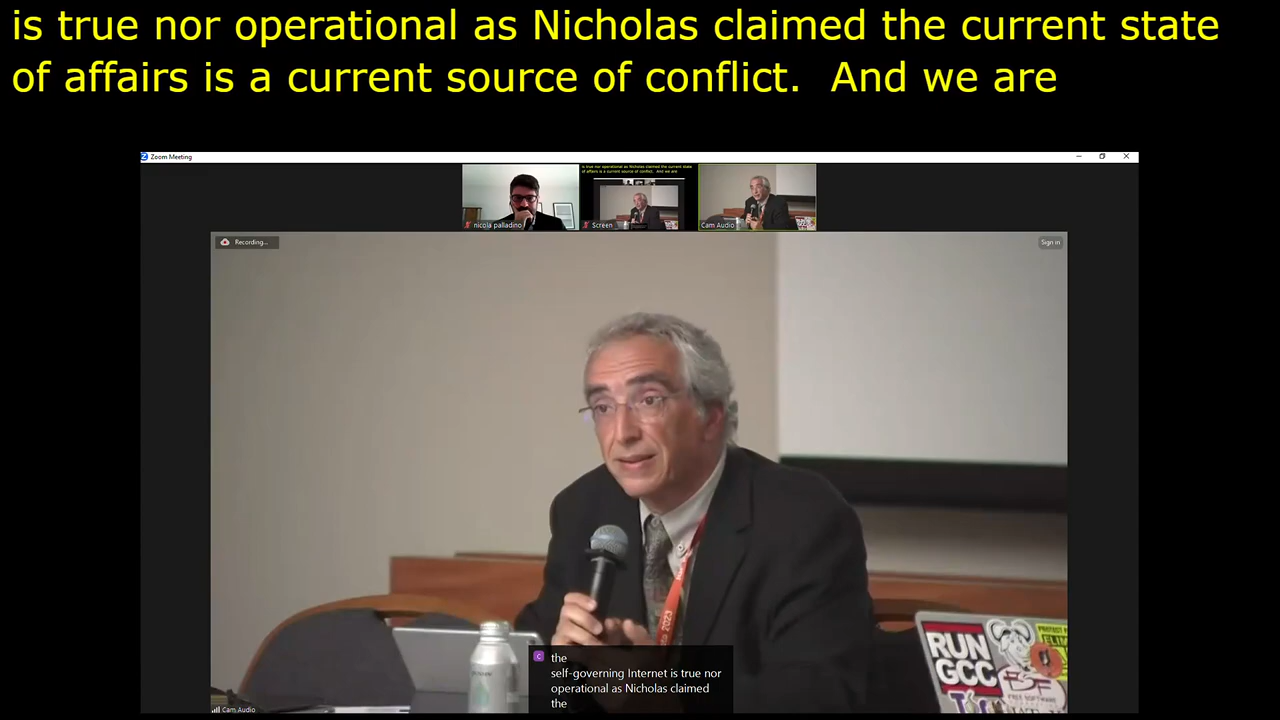 is true nor operational as Nicholas claimed the current state
of affairs is a current source of conflict.  And we are
Zoom Meeting
nicola palladino
Screen
Cam Audio
Recording...
Sign in
2023
RUN
GCC
the
self-governing Internet is true nor
operational as Nicholas claimed
the
Cam Audio